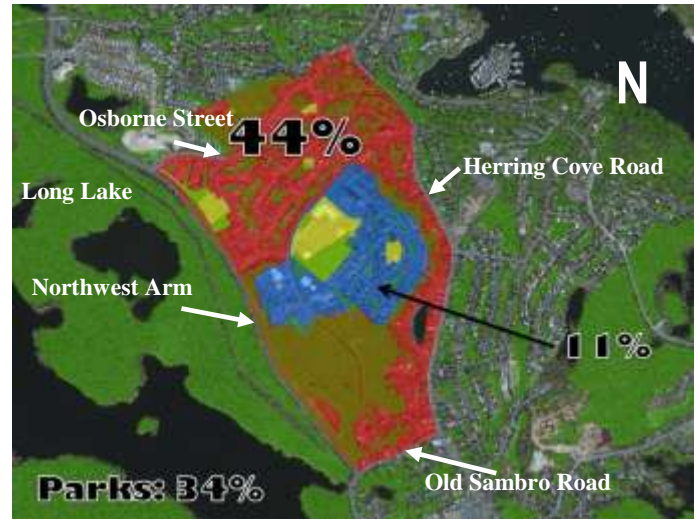 N
Osborne Street
44%
Herring Cove Road
Long Lake
Northwest Arm
11%
Parks: 34%
Old Sambro Road